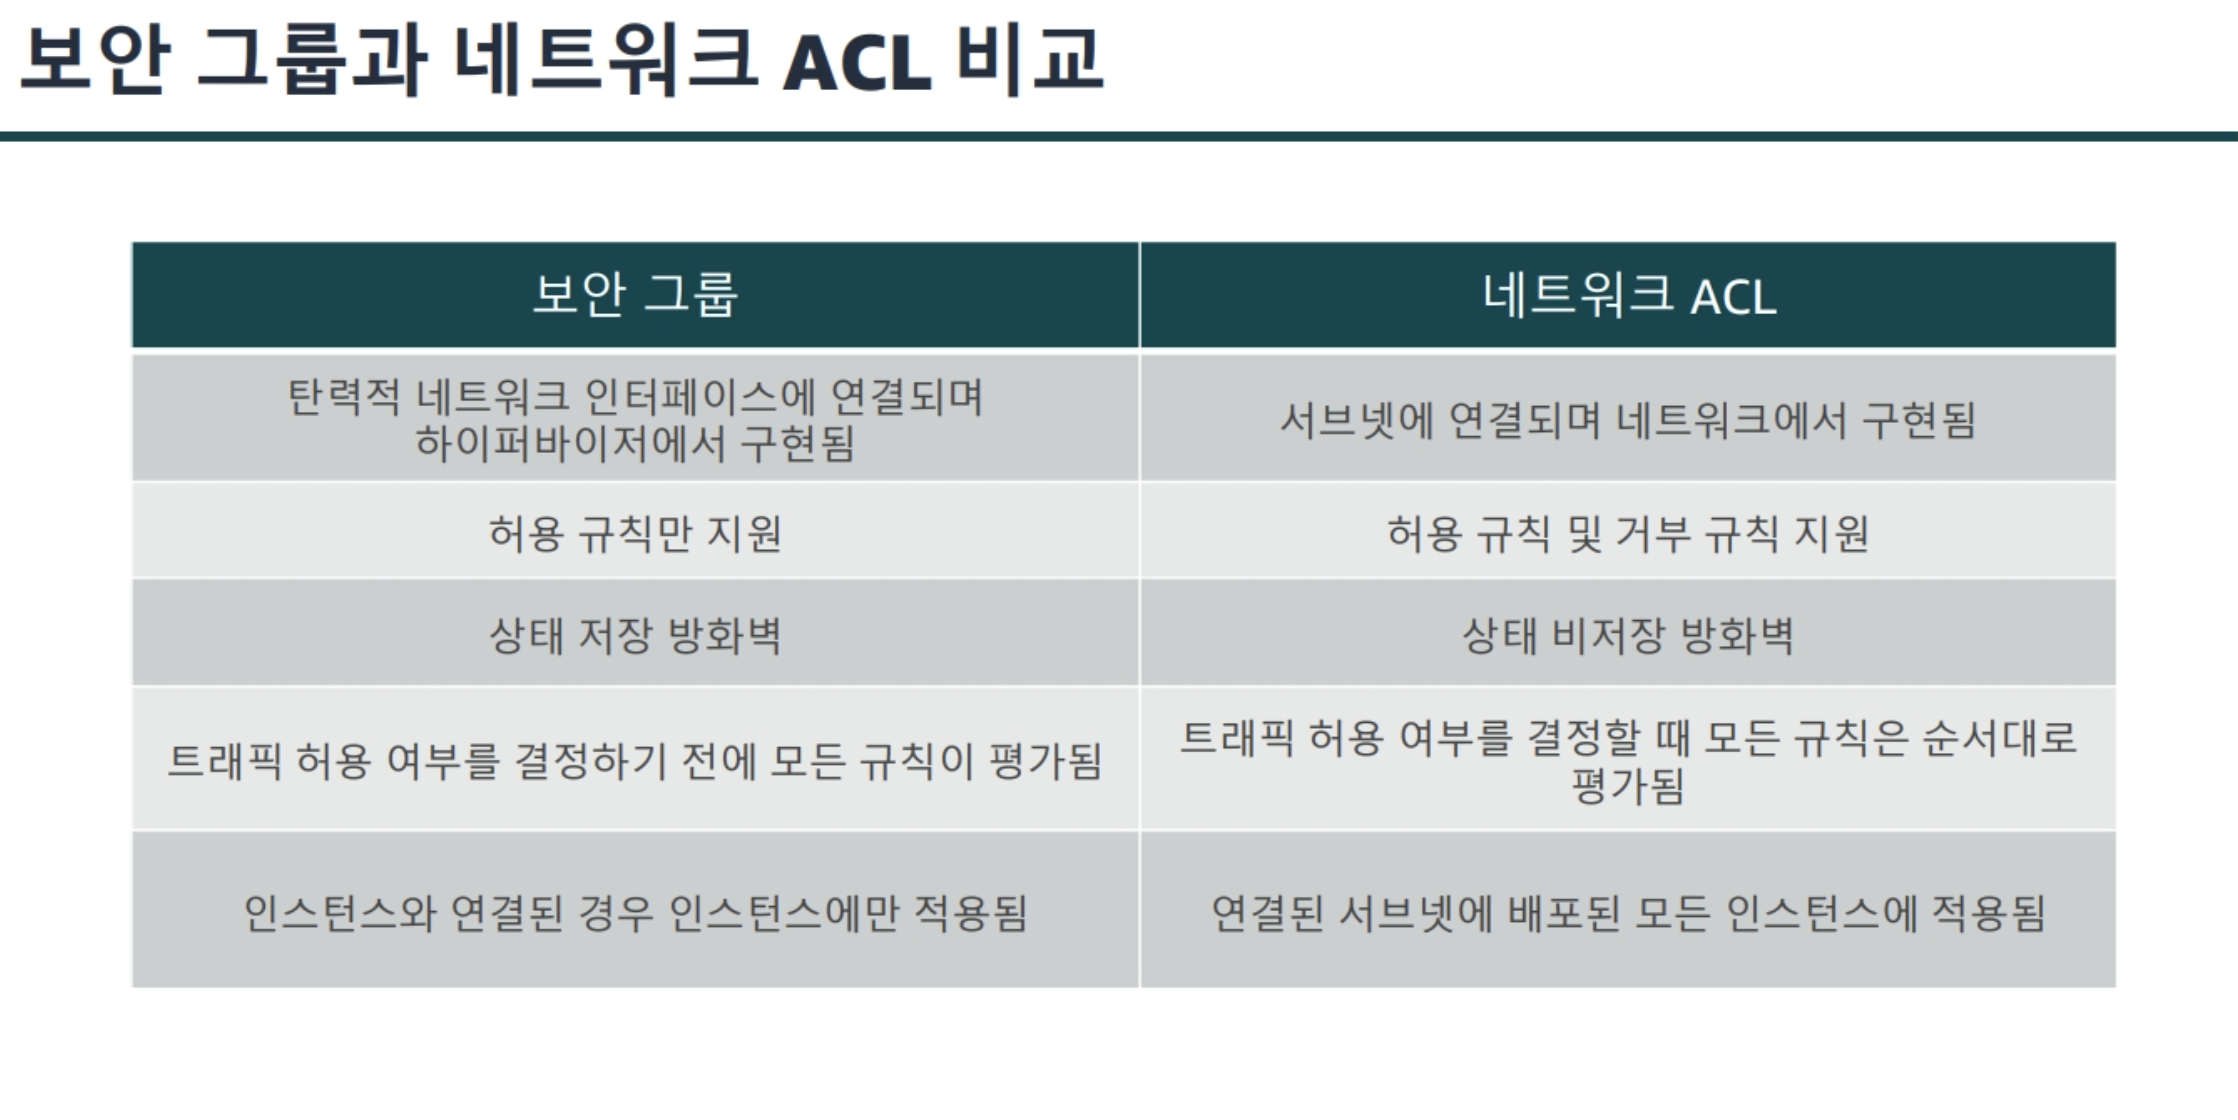 보안 그룹과 네트워크 ACL 비교
보안 그룹
네트워크 ACL
탄력적 네트워크 인터페이스에 연결되며
하이퍼바이저에서 구현됨
서브넷에 연결되며 네트워크에서 구현됨
허용 규칙만 지원
허용 규칙 및 거부 규칙 지원
상태 저장 방화벽
상태 비저장 방화벽
트래픽 허용 여부를 결정하기 전에 모든 규칙이 평가됨
트래픽 허용 여부를 결정할 때 모든 규칙은 순서대로
평가됨
인스턴스와 연결된 경우 인스턴스에만 적용됨
연결된 서브넷에 배포된 모든 인스턴스에 적용됨